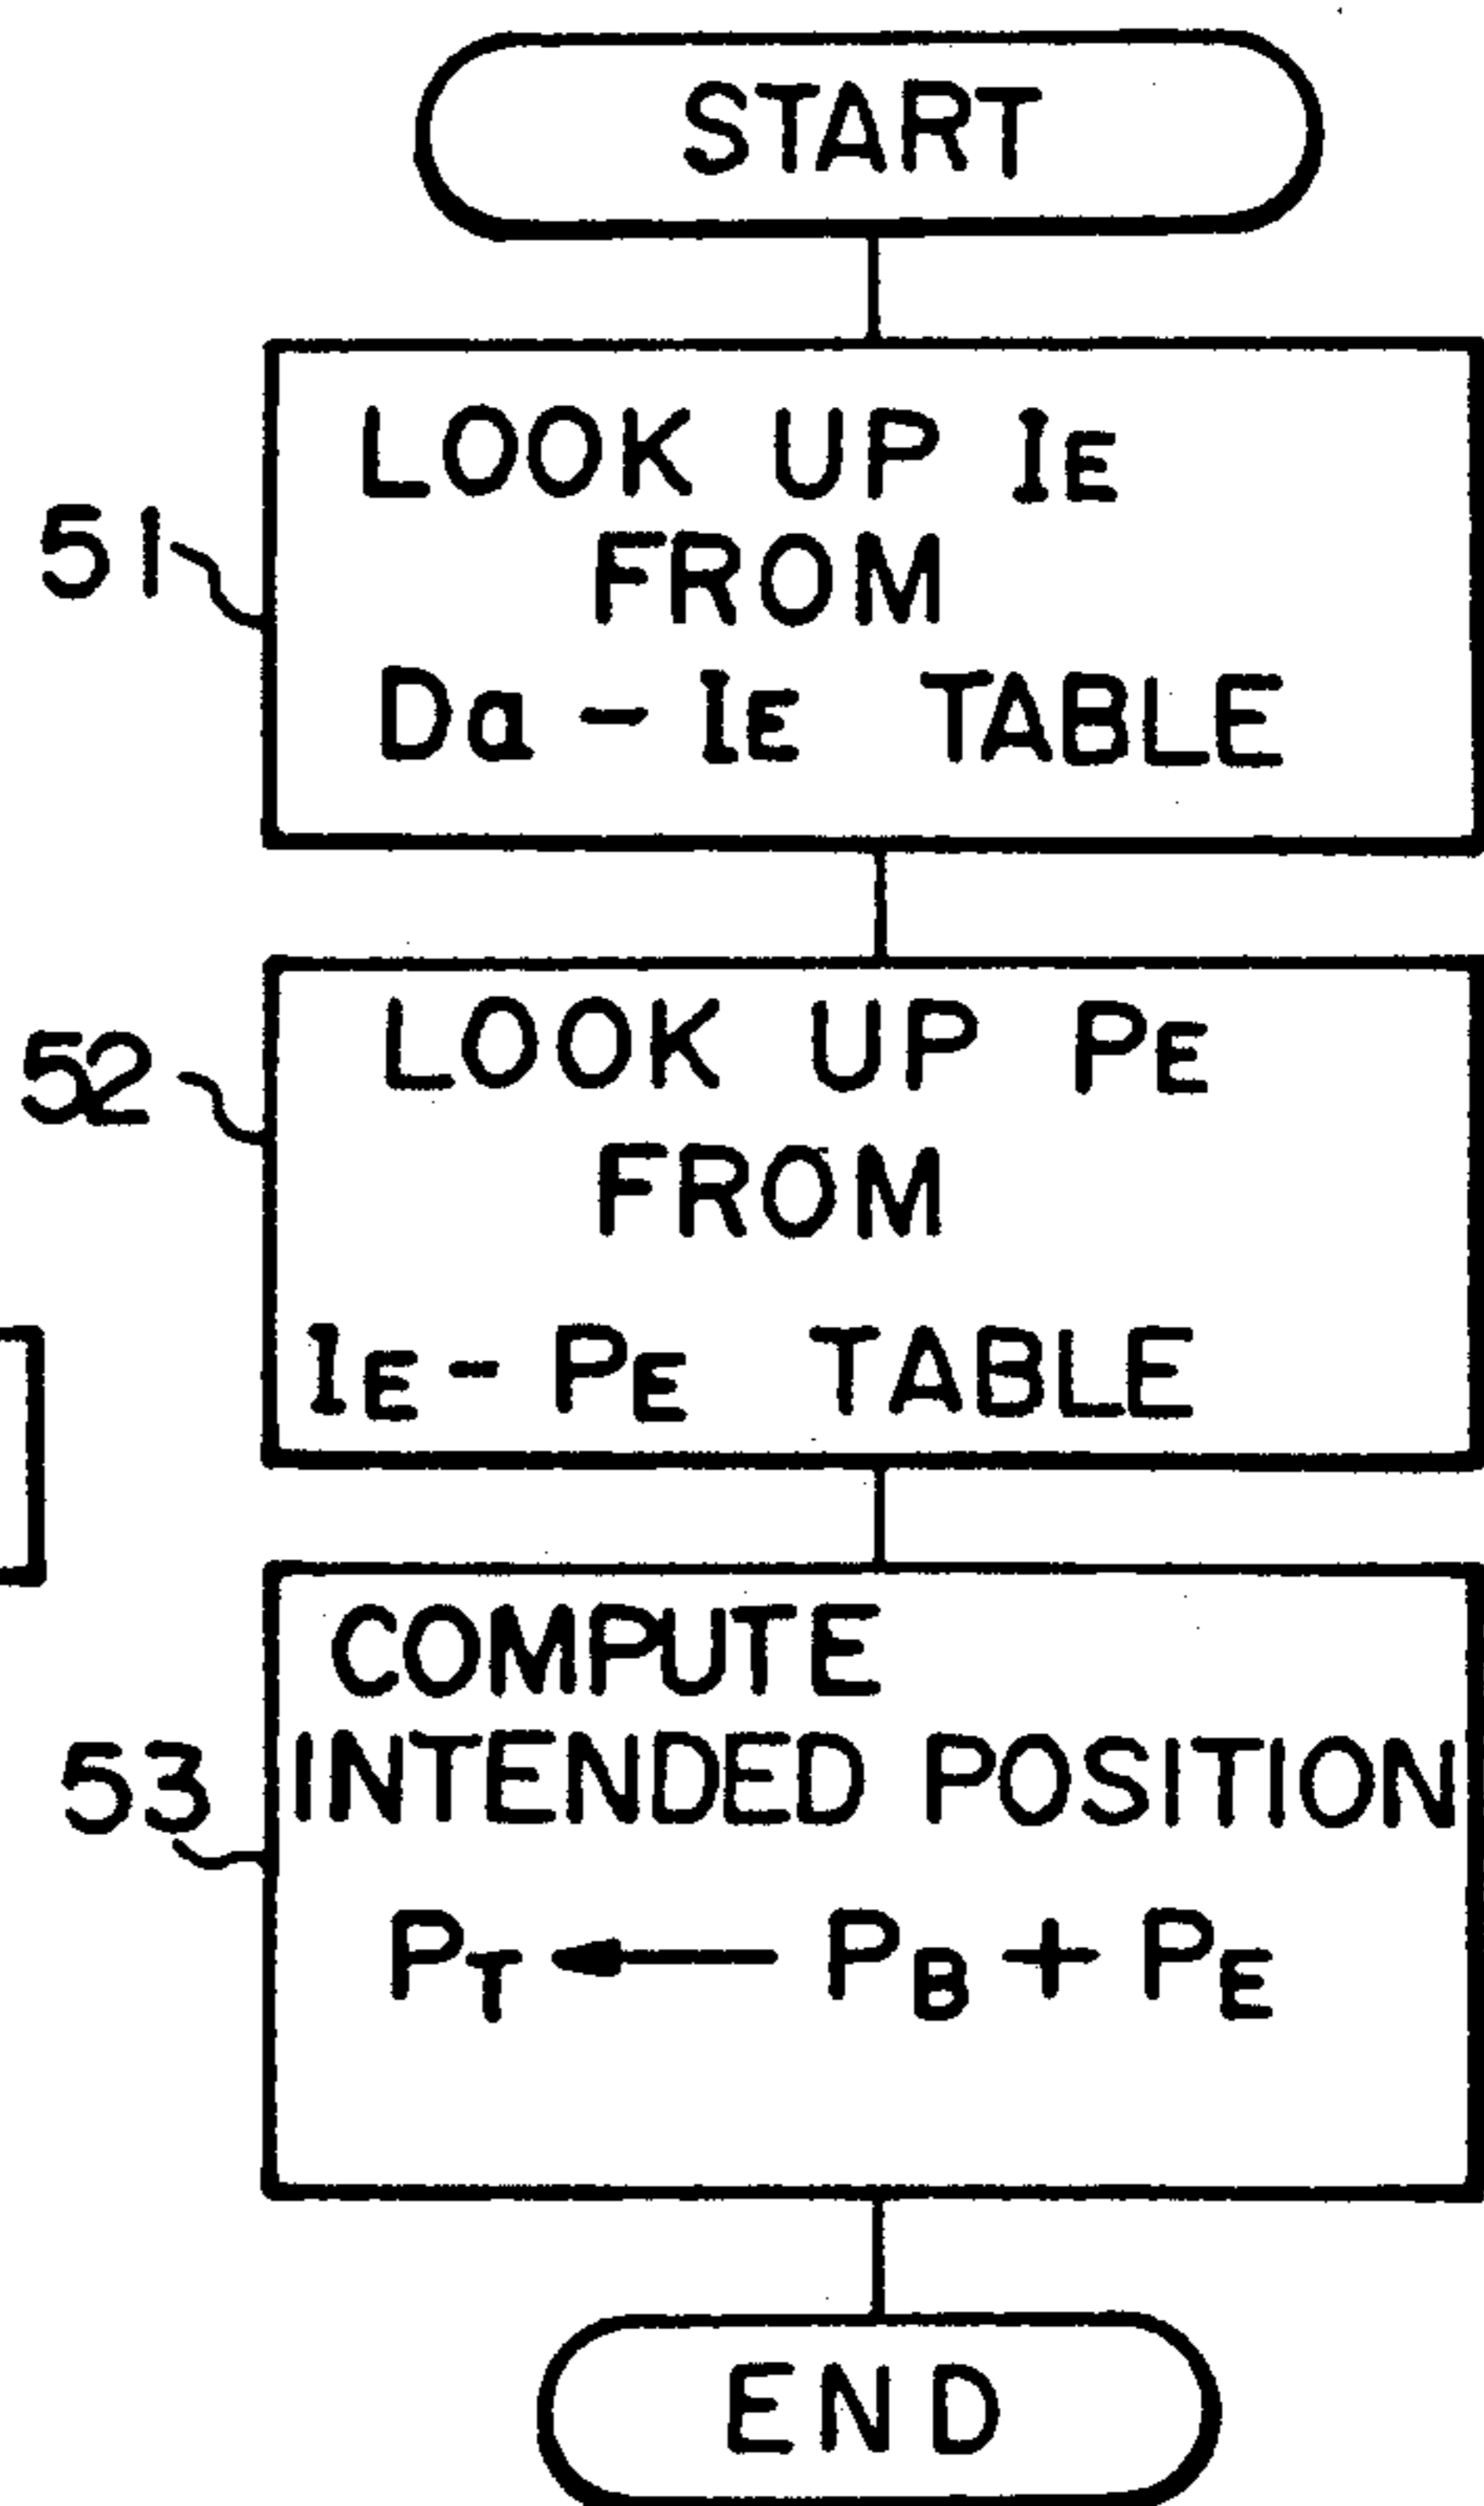 START
51
LOOK UP IE
FROM
Da - IE TABLE
52
LOOK UP PE
FROM
IE - PE TABLE
53
COMPUTE
INTENDED POSITION
PT ← PB + PE
END